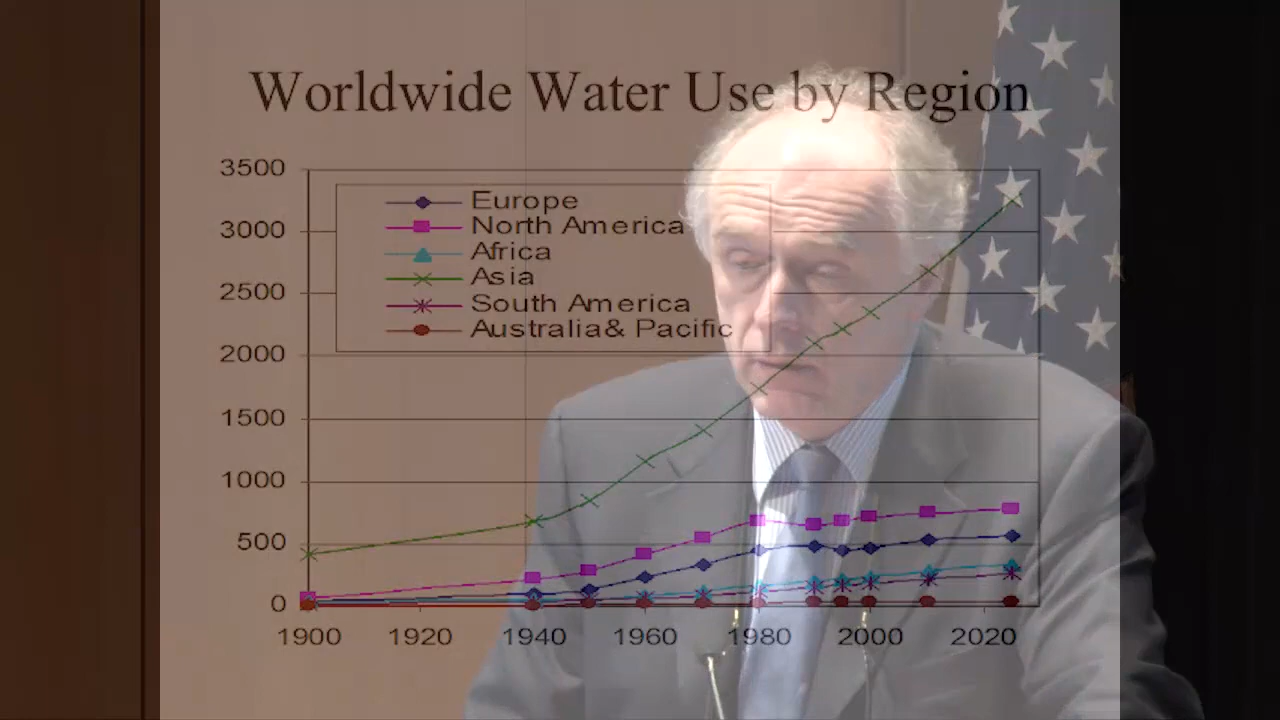 Worldwide Water Use by Region
3500
3000
2500
2000
1500
1000
500
0
Europe
North America
Africa
Asia
South America
Australia& Pacific
1900 1920 1940 1960 1980 2000 2020